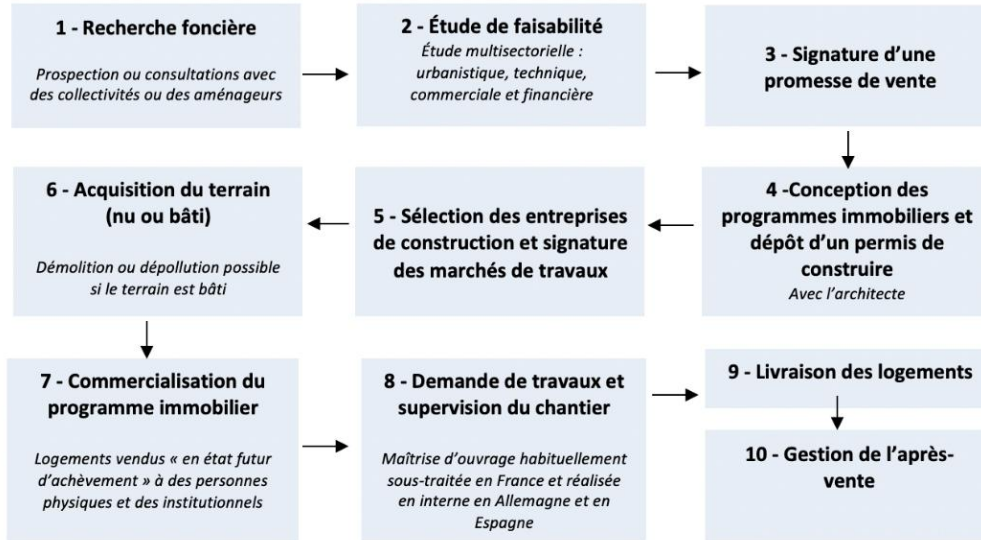 1 - Recherche foncière
Prospection ou consultations avec
des collectivités ou des aménageurs
2 - Étude de faisabilité
Étude multisectorielle :
urbanistique, technique,
commerciale et financière
3 - Signature d’une
promesse de vente
4 -Conception des
programmes immobiliers et
dépôt d’un permis de
construire
Avec l’architecte
5 - Sélection des entreprises
de construction et signature
des marchés de travaux
6 - Acquisition du terrain
(nu ou bâti)
Démolition ou dépollution possible
si le terrain est bâti
7 - Commercialisation du
programme immobilier
Logements vendus « en état futur
d’achèvement » à des personnes
physiques et des institutionnels
8 - Demande de travaux et
supervision du chantier
Maîtrise d’ouvrage habituellement
sous-traitée en France et réalisée
en interne en Allemagne et en
Espagne
9 - Livraison des logements
10 - Gestion de l’après-
vente